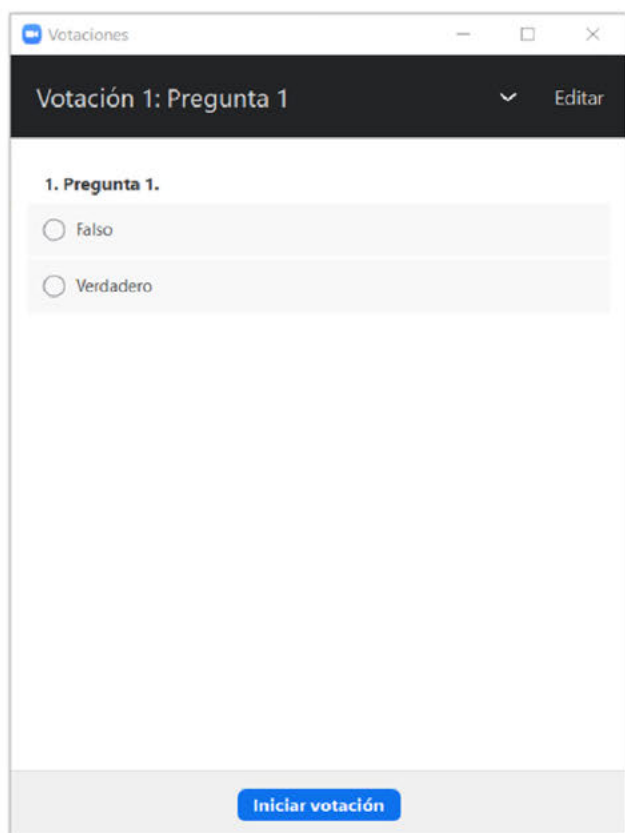 Votaciones
Votación 1: Pregunta 1 Editar
1. Pregunta 1.
Falso
Verdadero
Iniciar votación